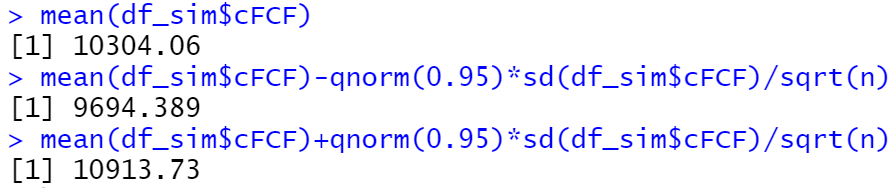 > mean(df_sim$cFCF)
[1] 10304.06
> mean(df_sim$cFCF)-qnorm(0.95)*sd(df_sim$cFCF)/sqrt(n)
[1] 9694.389
> mean(df_sim$cFCF)+qnorm(0.95)*sd(df_sim$cFCF)/sqrt(n)
[1] 10913.73